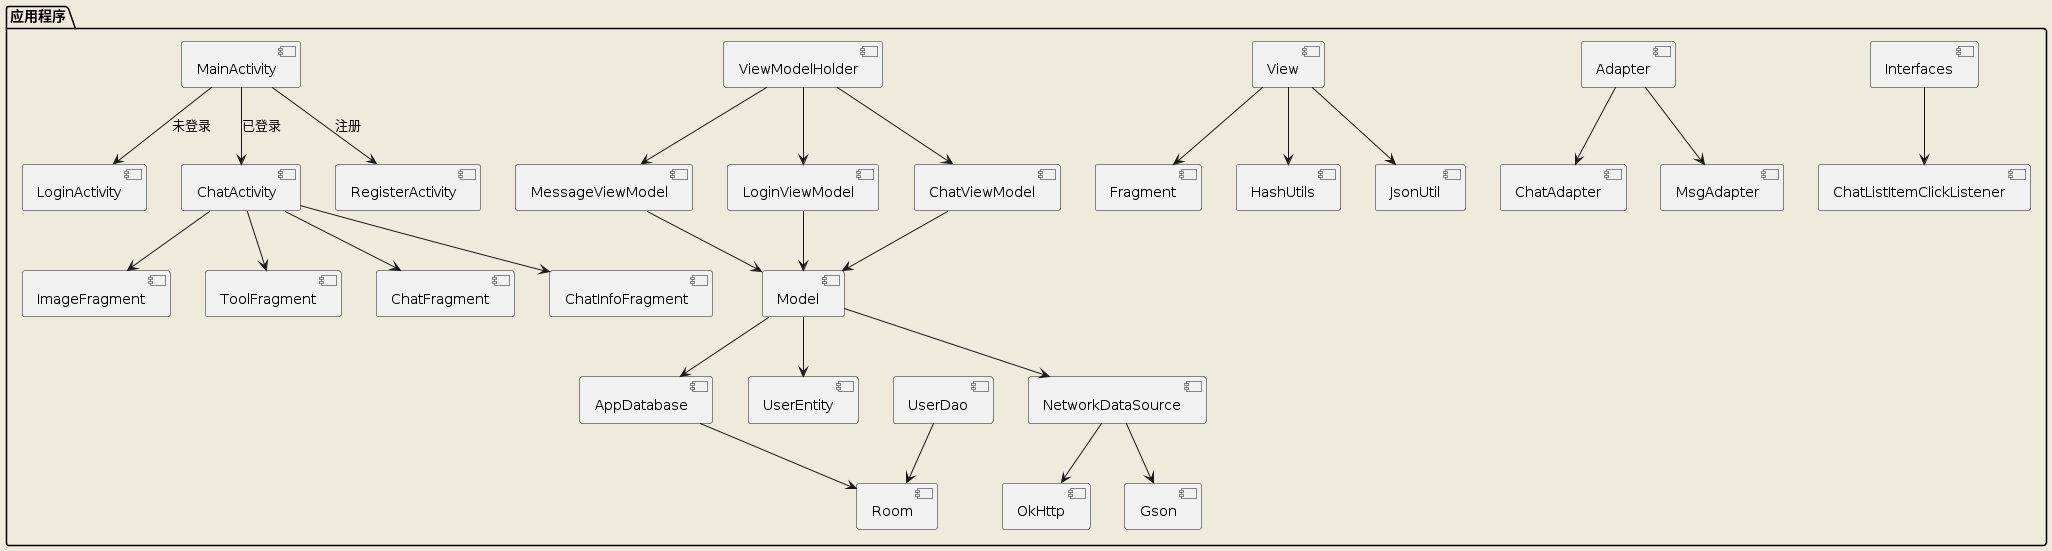 应用程序
MainActivity
ViewModelHolder
View
Adapter
Interfaces
未登录
已登录
注册
LoginActivity
ChatActivity
RegisterActivity
MessageViewModel
LoginViewModel
ChatViewModel
Fragment
HashUtils
JsonUtil
ChatAdapter
MsgAdapter
ChatListItemClickListener
ImageFragment
ToolFragment
ChatFragment
ChatInfoFragment
Model
AppDatabase
UserEntity
UserDao
NetworkDataSource
Room
OkHttp
Gson